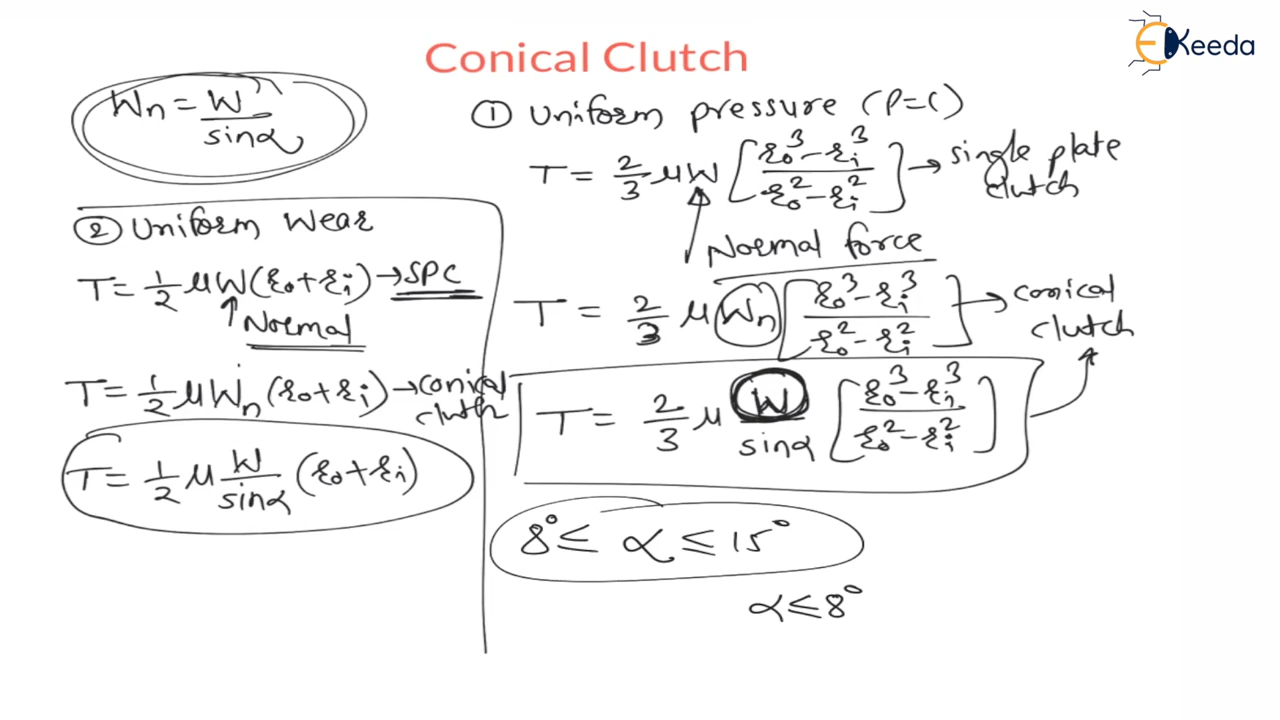 Conical Clutch
EKeeda
Wn = W / sinα
① Uniform pressure (P=C)
T = 2/3 μW [ (r₀³ - rᵢ³) / (r₀² - rᵢ²) ] → single plate clutch
Normal force
T = 2/3 μ Wn [ (r₀³ - rᵢ³) / (r₀² - rᵢ²) ] → conical clutch
T = 2/3 μ W / sinα [ (r₀³ - rᵢ³) / (r₀² - rᵢ²) ]
8° ≤ α ≤ 15°
α ≤ 8°
② Uniform Wear
T = 1/2 μW (r₀ + rᵢ) → SPC
Normal
T = 1/2 μWn (r₀ + rᵢ) → conical clutch
T = 1/2 μ W / sinα (r₀ + rᵢ)